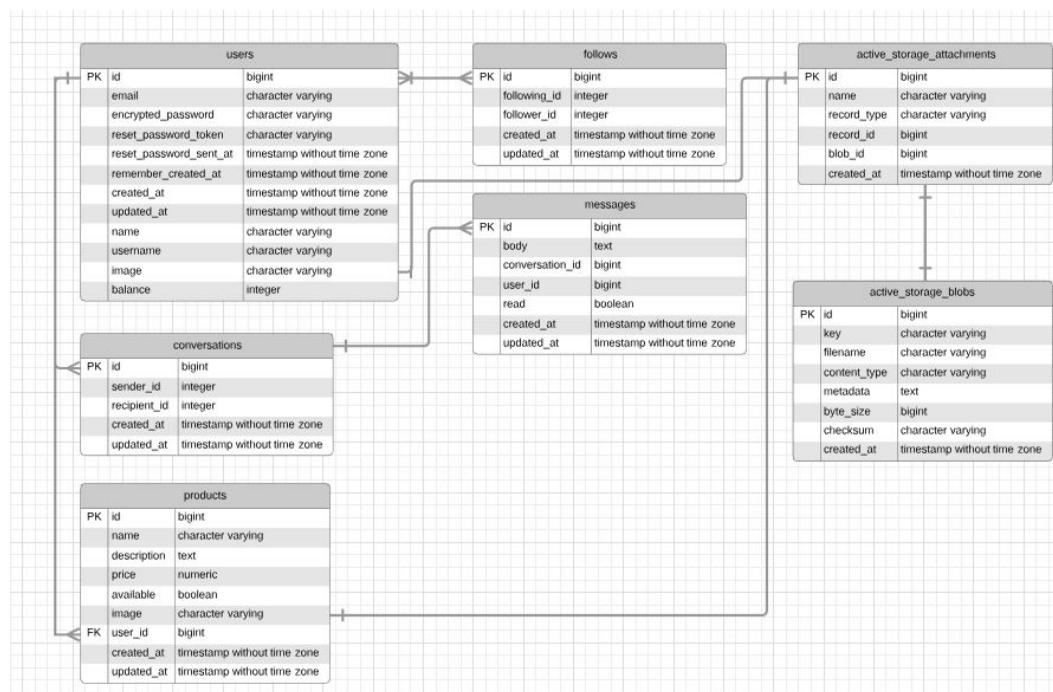 users
PK id bigint
email character varying
encrypted_password character varying
reset_password_token character varying
reset_password_sent_at timestamp without time zone
remember_created_at timestamp without time zone
created_at timestamp without time zone
updated_at timestamp without time zone
name character varying
username character varying
image character varying
balance integer
follows
PK id bigint
following_id integer
follower_id integer
created_at timestamp without time zone
updated_at timestamp without time zone
active_storage_attachments
PK id bigint
name character varying
record_type character varying
record_id bigint
blob_id bigint
created_at timestamp without time zone
messages
PK id bigint
body text
conversation_id bigint
user_id bigint
read boolean
created_at timestamp without time zone
updated_at timestamp without time zone
active_storage_blobs
PK id bigint
key character varying
filename character varying
content_type character varying
metadata text
byte_size bigint
checksum character varying
created_at timestamp without time zone
conversations
PK id bigint
sender_id integer
recipient_id integer
created_at timestamp without time zone
updated_at timestamp without time zone
products
PK id bigint
name character varying
description text
price numeric
available boolean
image character varying
FK user_id bigint
created_at timestamp without time zone
updated_at timestamp without time zone